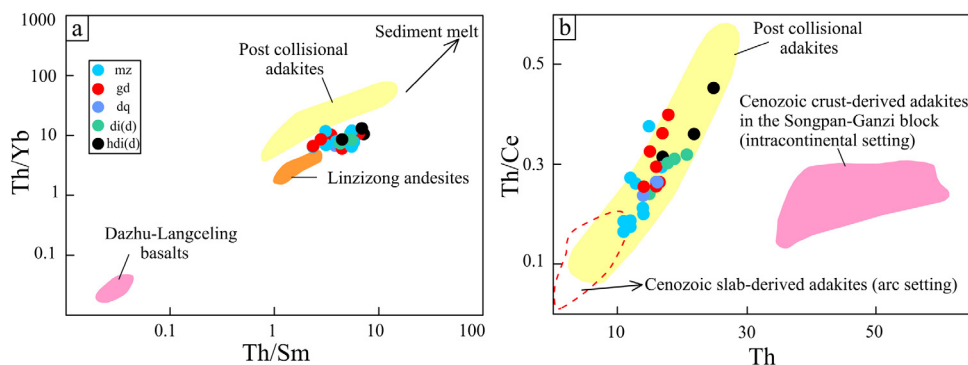 a
1000
100
10
1
0.1
Th/Yb
0.1
1
10
100
Th/Sm
mz
gd
dq
di(d)
hdi(d)
Post collisional
adakites
Sediment melt
Linzizong andesites
Dazhu-Langceling
basalts
b
0.5
0.3
0.1
Th/Ce
10
30
50
Th
Post collisional
adakites
Cenozoic crust-derived adakites
in the Songpan-Ganzi block
(intracontinental setting)
Cenozoic slab-derived adakites (arc setting)